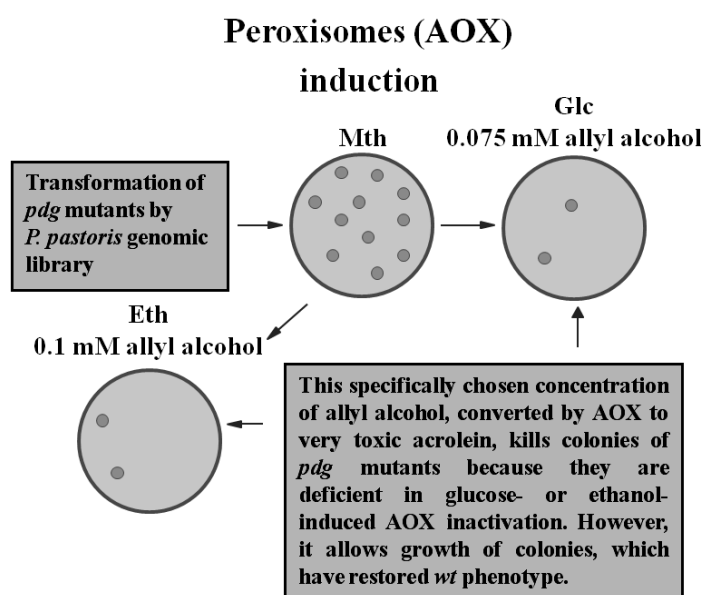 Peroxisomes (AOX)
induction
Mth
Glc
0.075 mM allyl alcohol
Transformation of
pdg mutants by
P. pastoris genomic
library
Eth
0.1 mM allyl alcohol
This specifically chosen concentration
of allyl alcohol, converted by AOX to
very toxic acrolein, kills colonies of
pdg mutants because they are
deficient in glucose- or ethanol-
induced AOX inactivation. However,
it allows growth of colonies, which
have restored wt phenotype.